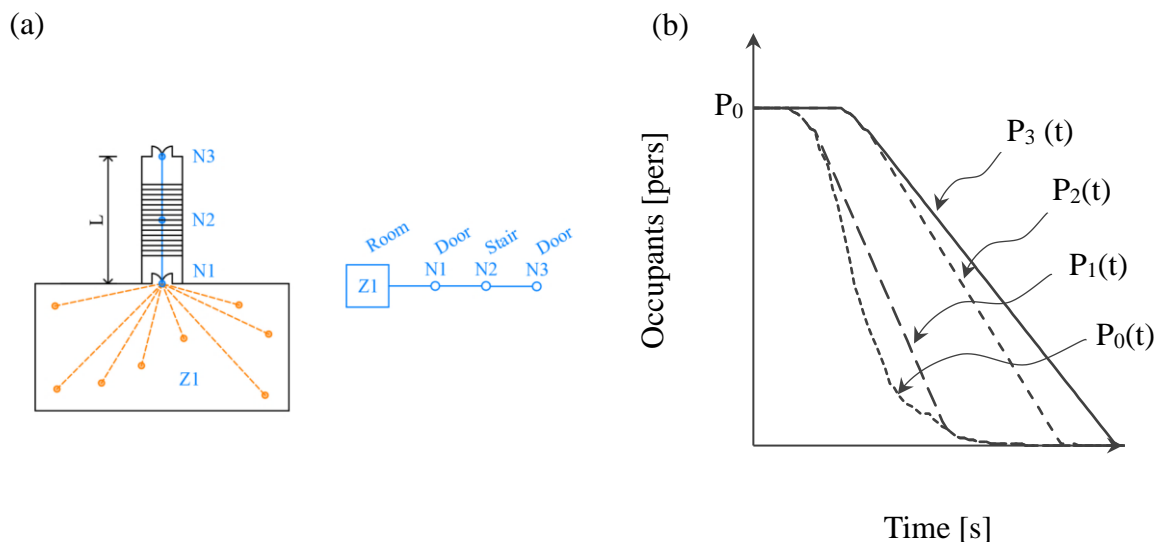 (a)
N3
L
N2
N1
Z1
Room
Door
Stair
Door
Z1
N1
N2
N3
(b)
P₀
Occupants [pers]
P₃ (t)
P₂(t)
P₁(t)
P₀(t)
Time [s]